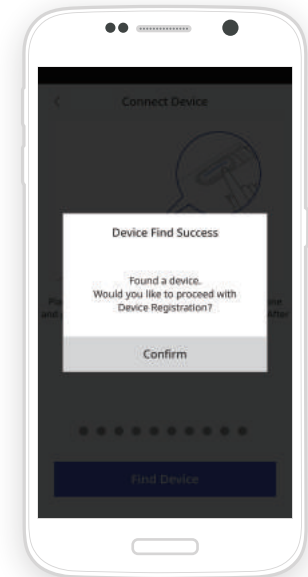 Connect Device
Device Find Success
Found a device.
Would you like to proceed with
Device Registration?
Confirm
Find Device